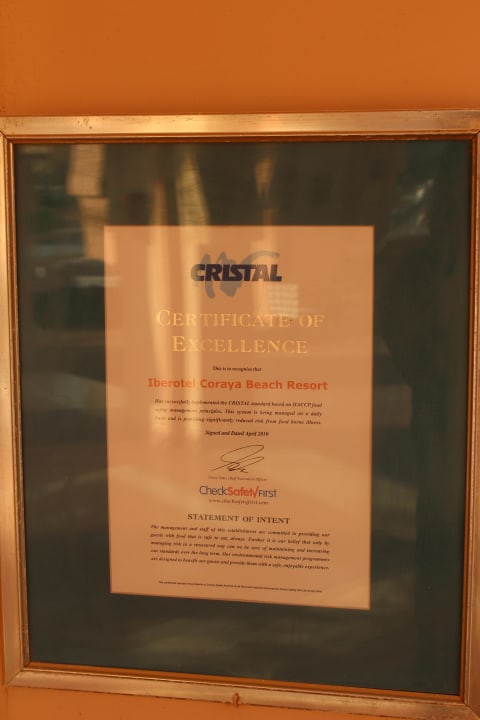 CRISTAL
CERTIFICATE OF
EXCELLENCE
This is to recognise that
Iberotel Coraya Beach Resort
Has successfully implemented the CRISTAL standard based on HACCP food
safety management principles. This system is being managed on a daily
basis and is providing significantly reduced risk from food borne illness.
Signed and Dated April 2010
Chief Executive Officer
CheckSafetyFirst
www.checksafetyfirst.com
STATEMENT OF INTENT
The management and staff of this establishment are committed to providing our
guests with food that is safe to eat, always. Further it is our belief that only by
managing risk in a structured way can we be sure of maintaining and increasing
our standards over the long term. Our environmental risk management programmes
are designed to benefit our guests and provide them with a safe, enjoyable experience.